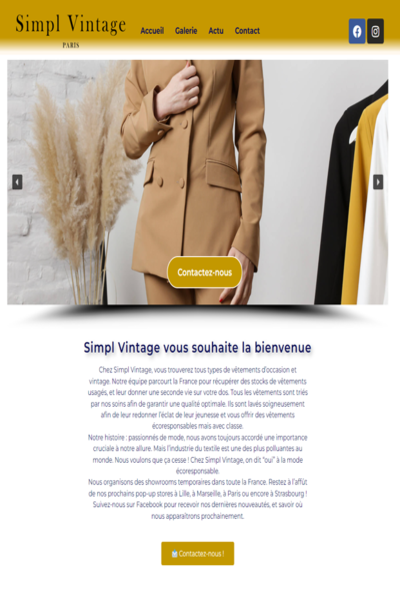 Simpl Vintage
PARIS
Accueil Galerie Actu Contact
Contactez-nous
Simpl Vintage vous souhaite la bienvenue
Chez Simpl Vintage, vous trouverez tous types de vêtements d'occasion et
vintage. Notre équipe parcourt la France pour récupérer des stocks de vêtements
usagés, et leur donner une seconde vie sur votre dos. Tous les vêtements sont triés
par nos soins afin de garantir une qualité optimale. Ils sont lavés soigneusement
afin de leur redonner l'éclat de leur jeunesse et vous offrir des vêtements
écoresponsables mais avec classe.
Notre histoire : passionnés de mode, nous avons toujours accordé une importance
cruciale à notre allure. Mais l'industrie du textile est une des plus polluantes au
monde. Nous voulons que ça cesse ! Chez Simpl Vintage, on dit "oui" à la mode
écoresponsable.
Nous organisons des showrooms temporaires dans toute la France. Restez à l'affût
de nos prochains pop-up stores à Lille, à Marseille, à Paris ou encore à Strasbourg !
Suivez-nous sur Facebook pour recevoir nos dernières nouveautés, et savoir où
nous apparaîtrons prochainement.
Contactez-nous !